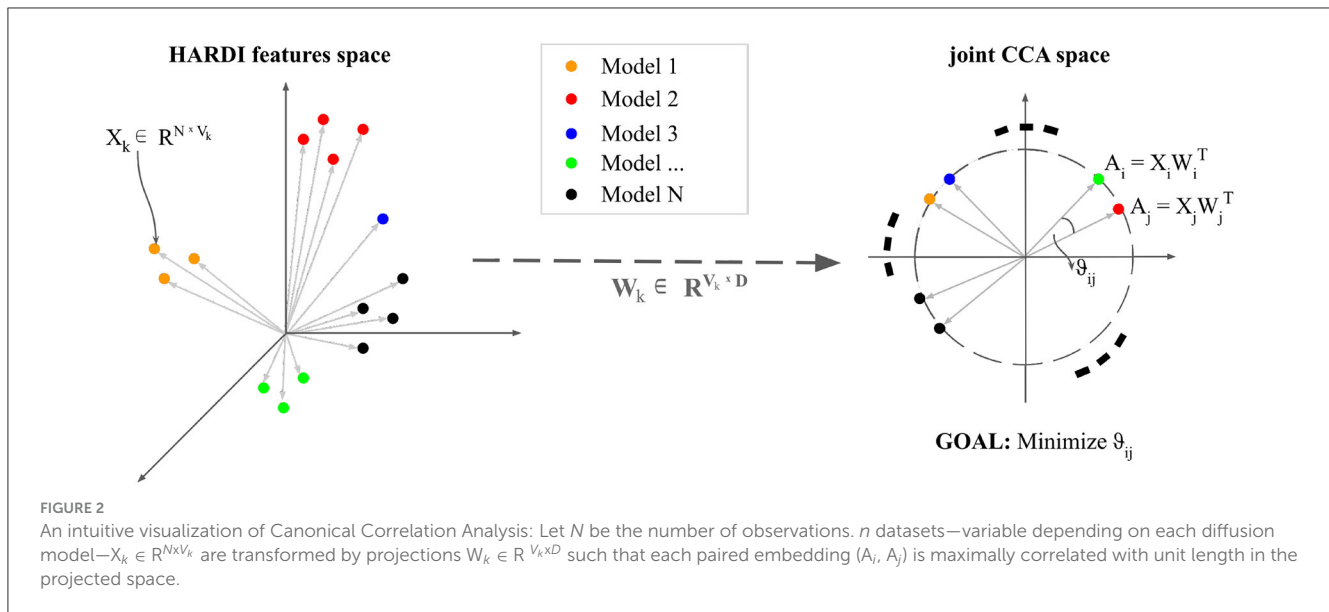 HARDI features space
X_k ∈ R^{N x V_k}
Model 1
Model 2
Model 3
Model ...
Model N
W_k ∈ R^{V_k x D}
joint CCA space
A_i = X_i W_i^T
A_j = X_j W_j^T
ϑ_ij
GOAL: Minimize ϑ_ij
FIGURE 2
An intuitive visualization of Canonical Correlation Analysis: Let N be the number of observations. n datasets—variable depending on each diffusion
model—X_k ∈ R^{NxV_k} are transformed by projections W_k ∈ R^{V_k xD} such that each paired embedding (A_i, A_j) is maximally correlated with unit length in the
projected space.